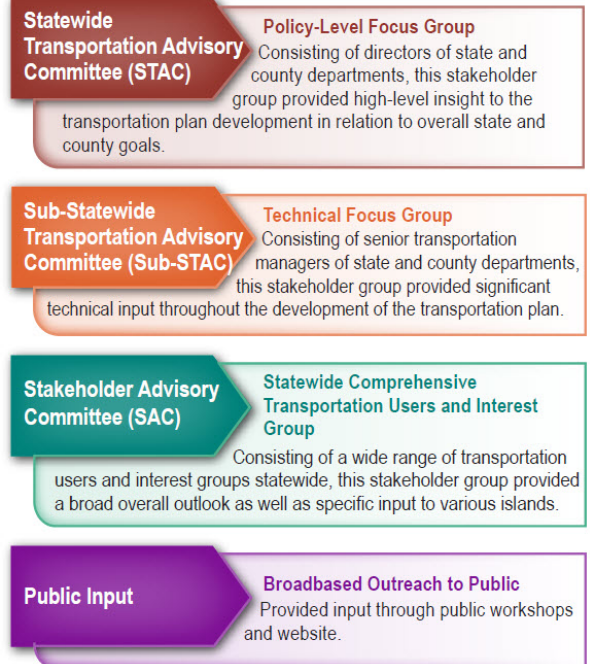 Statewide
Transportation Advisory
Committee (STAC)
Policy-Level Focus Group
Consisting of directors of state and
county departments, this stakeholder
group provided high-level insight to the
transportation plan development in relation to overall state and
county goals.
Sub-Statewide
Transportation Advisory
Committee (Sub-STAC)
Technical Focus Group
Consisting of senior transportation
managers of state and county departments,
this stakeholder group provided significant
technical input throughout the development of the transportation plan.
Stakeholder Advisory
Committee (SAC)
Statewide Comprehensive
Transportation Users and Interest
Group
Consisting of a wide range of transportation
users and interest groups statewide, this stakeholder group provided
a broad overall outlook as well as specific input to various islands.
Public Input
Broadbased Outreach to Public
Provided input through public workshops
and website.